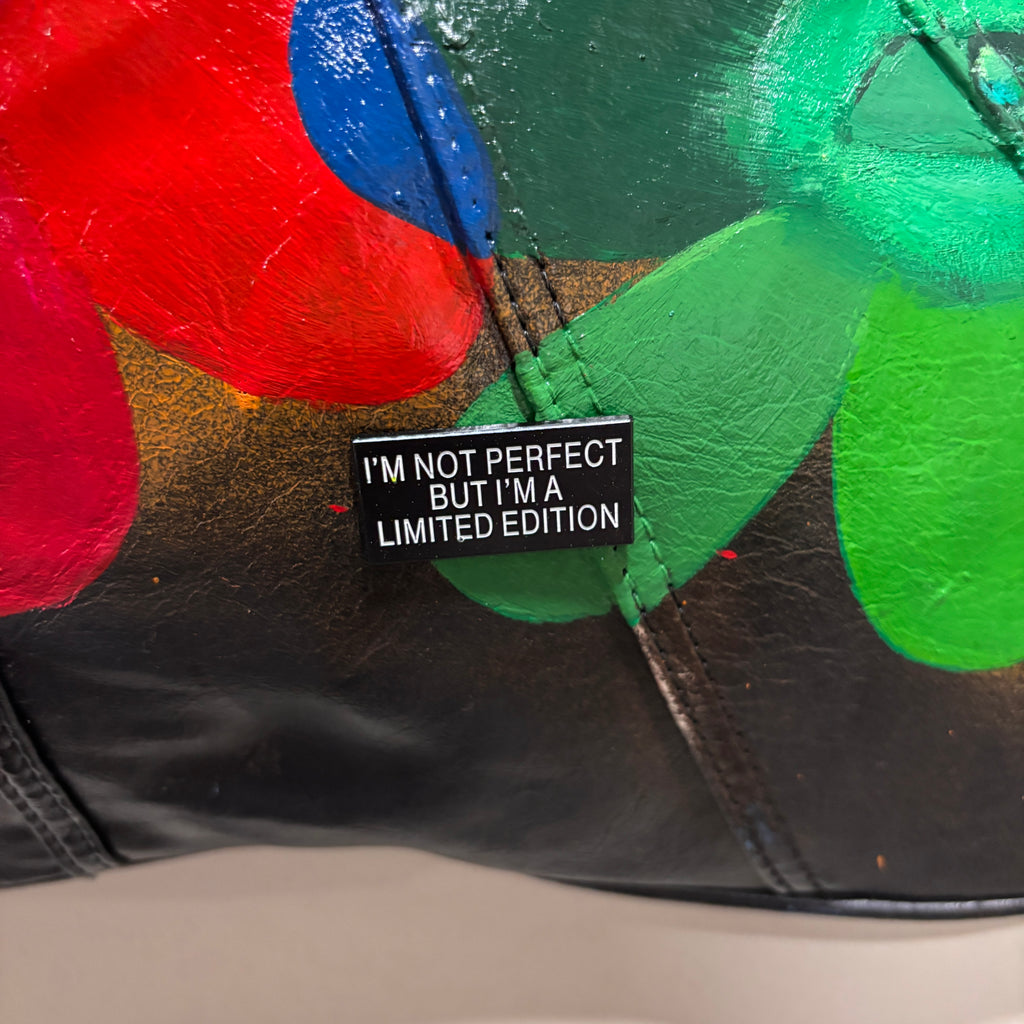 I'M NOT PERFECT
BUT I'M A
LIMITED EDITION